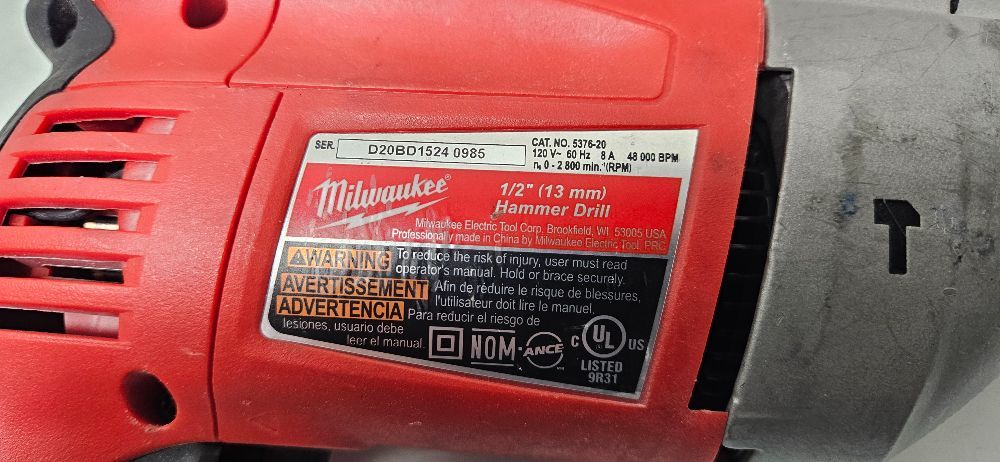 SER. D20BD1524 0985
CAT. NO. 5376-20
120 V~ 60 Hz 8 A 48 000 BPM
n₀ 0 - 2 800 min.⁻¹(RPM)
Milwaukee®
1/2" (13 mm)
Hammer Drill
Milwaukee Electric Tool Corp. Brookfield, WI. 53005 USA
Professionally made in China by Milwaukee Electric Tool, PRC
WARNING To reduce the risk of injury, user must read
operator's manual. Hold or brace securely.
AVERTISSEMENT Afin de réduire le risque de blessures,
l'utilisateur doit lire le manuel.
ADVERTENCIA Para reducir el riesgo de
lesiones, usuario debe
leer el manual.
NOM-ANCE
C UL US
LISTED
9R31